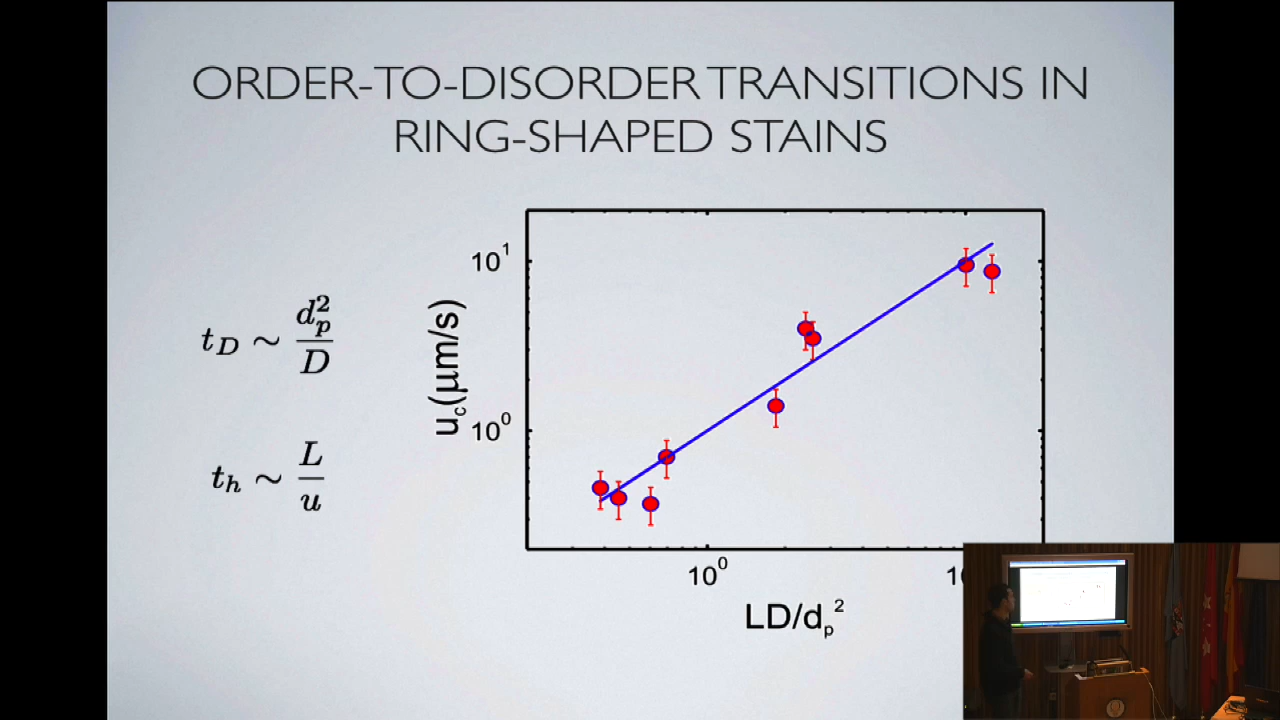 ORDER-TO-DISORDER TRANSITIONS IN
RING-SHAPED STAINS
t_D ~ d_p^2 / D
t_h ~ L / u
u_c(μm/s)
10^1
10^0
10^0
LD/d_p^2